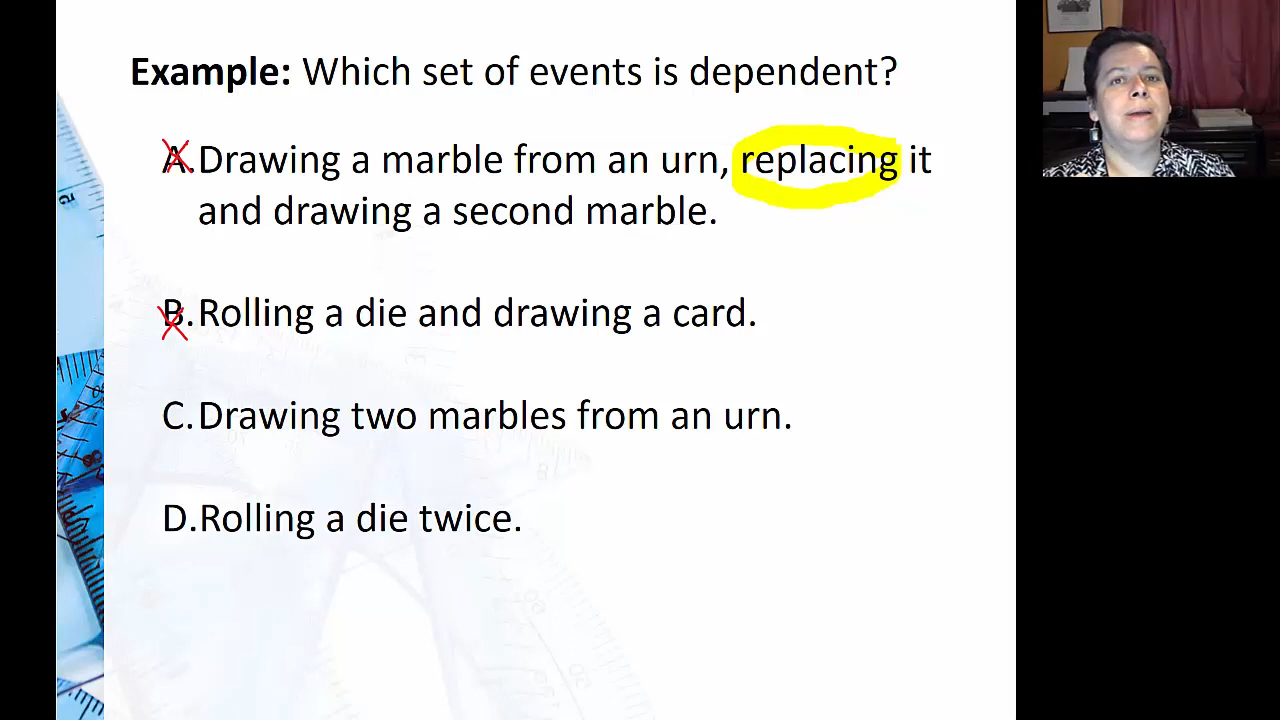 Example: Which set of events is dependent?
A. Drawing a marble from an urn, replacing it
and drawing a second marble.
B. Rolling a die and drawing a card.
C. Drawing two marbles from an urn.
D. Rolling a die twice.